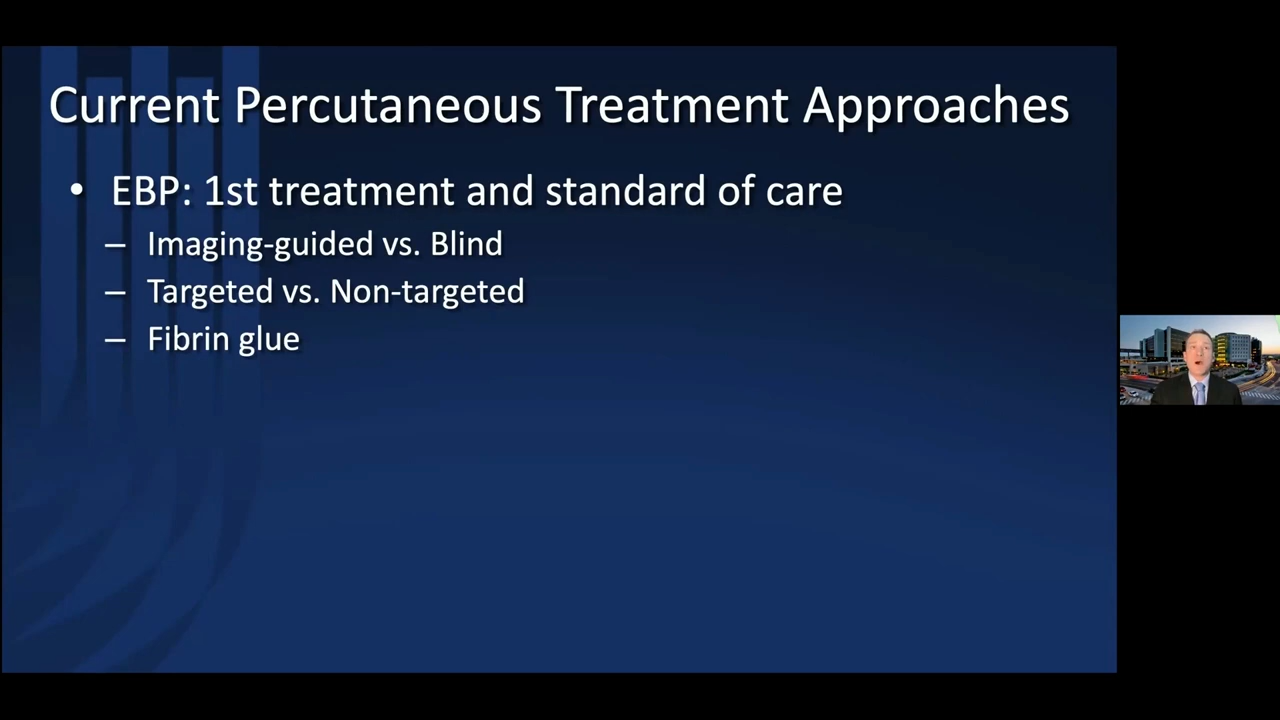 Current Percutaneous Treatment Approaches
• EBP: 1st treatment and standard of care
– Imaging-guided vs. Blind
– Targeted vs. Non-targeted
– Fibrin glue